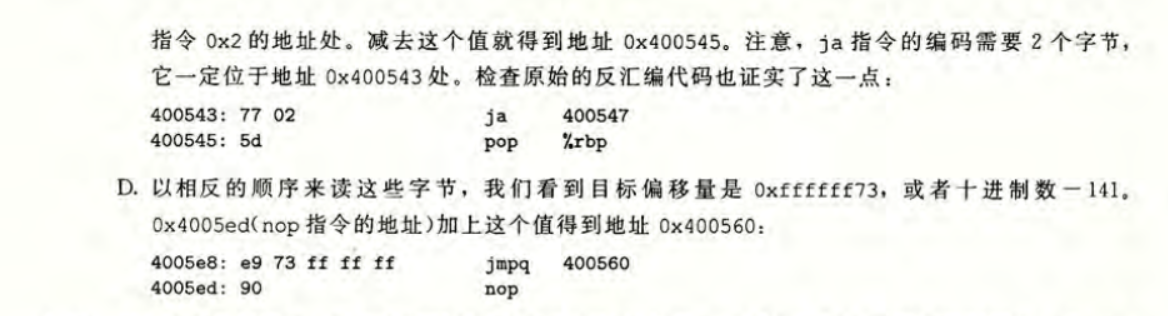 指令 0x2 的地址处。减去这个值就得到地址 0x400545。注意，ja 指令的编码需要 2 个字节，
它一定位于地址 0x400543 处。检查原始的反汇编代码也证实了这一点：
400543: 77 02 ja 400547
400545: 5d pop %rbp
D. 以相反的顺序来读这些字节，我们看到目标偏移量是 0xffffff73，或者十进制数－141。
0x4005ed(nop 指令的地址)加上这个值得到地址 0x400560：
4005e8: e9 73 ff ff ff jmpq 400560
4005ed: 90 nop